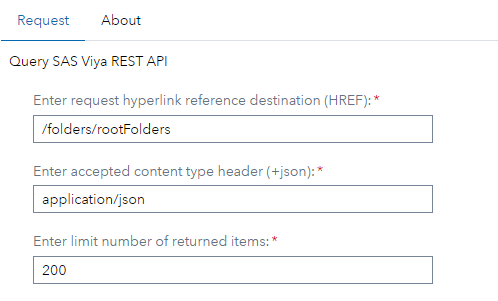 Request About
Query SAS Viya REST API
Enter request hyperlink reference destination (HREF): *
/folders/rootFolders
Enter accepted content type header (+json): *
application/json
Enter limit number of returned items: *
200